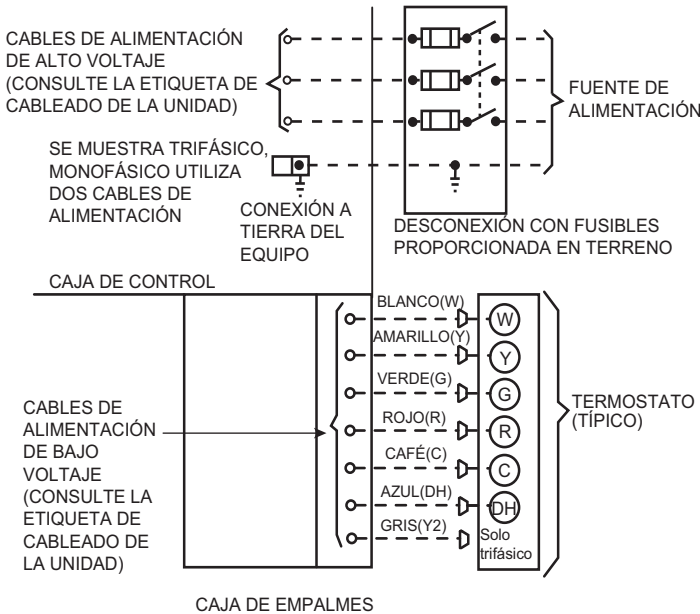 CABLES DE ALIMENTACIÓN
DE ALTO VOLTAJE
(CONSULTE LA ETIQUETA DE
CABLEADO DE LA UNIDAD)
FUENTE DE
ALIMENTACIÓN
SE MUESTRA TRIFÁSICO,
MONOFÁSICO UTILIZA
DOS CABLES DE
ALIMENTACIÓN
CONEXIÓN A
TIERRA DEL
EQUIPO
DESCONEXIÓN CON FUSIBLES
PROPORCIONADA EN TERRENO
CAJA DE CONTROL
BLANCO(W)
W
AMARILLO(Y)
Y
VERDE(G)
G
ROJO(R)
R
CAFÉ(C)
C
AZUL(DH)
DH
GRIS(Y2)
Solo
trifásico
TERMOSTATO
(TÍPICO)
CABLES DE
ALIMENTACIÓN
DE BAJO
VOLTAJE
(CONSULTE LA
ETIQUETA DE
CABLEADO DE
LA UNIDAD)
CAJA DE EMPALMES